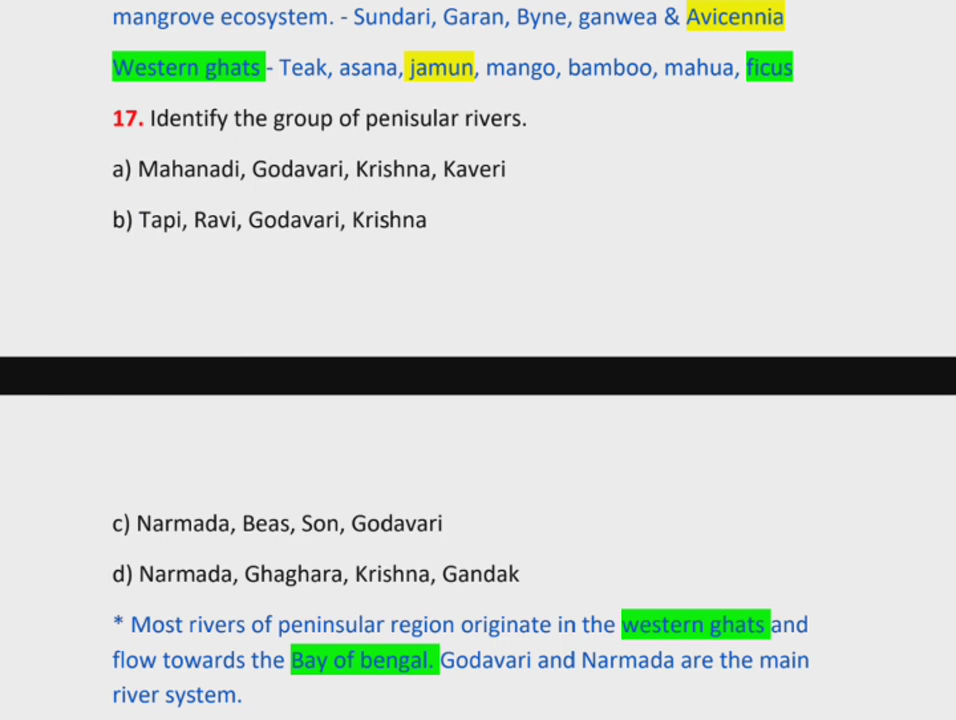 mangrove ecosystem. - Sundari, Garan, Byne, ganwea & Avicennia
Western ghats - Teak, asana, jamun, mango, bamboo, mahua, ficus
17. Identify the group of penisular rivers.
a) Mahanadi, Godavari, Krishna, Kaveri
b) Tapi, Ravi, Godavari, Krishna
c) Narmada, Beas, Son, Godavari
d) Narmada, Ghaghara, Krishna, Gandak
* Most rivers of peninsular region originate in the western ghats and
flow towards the Bay of bengal. Godavari and Narmada are the main
river system.